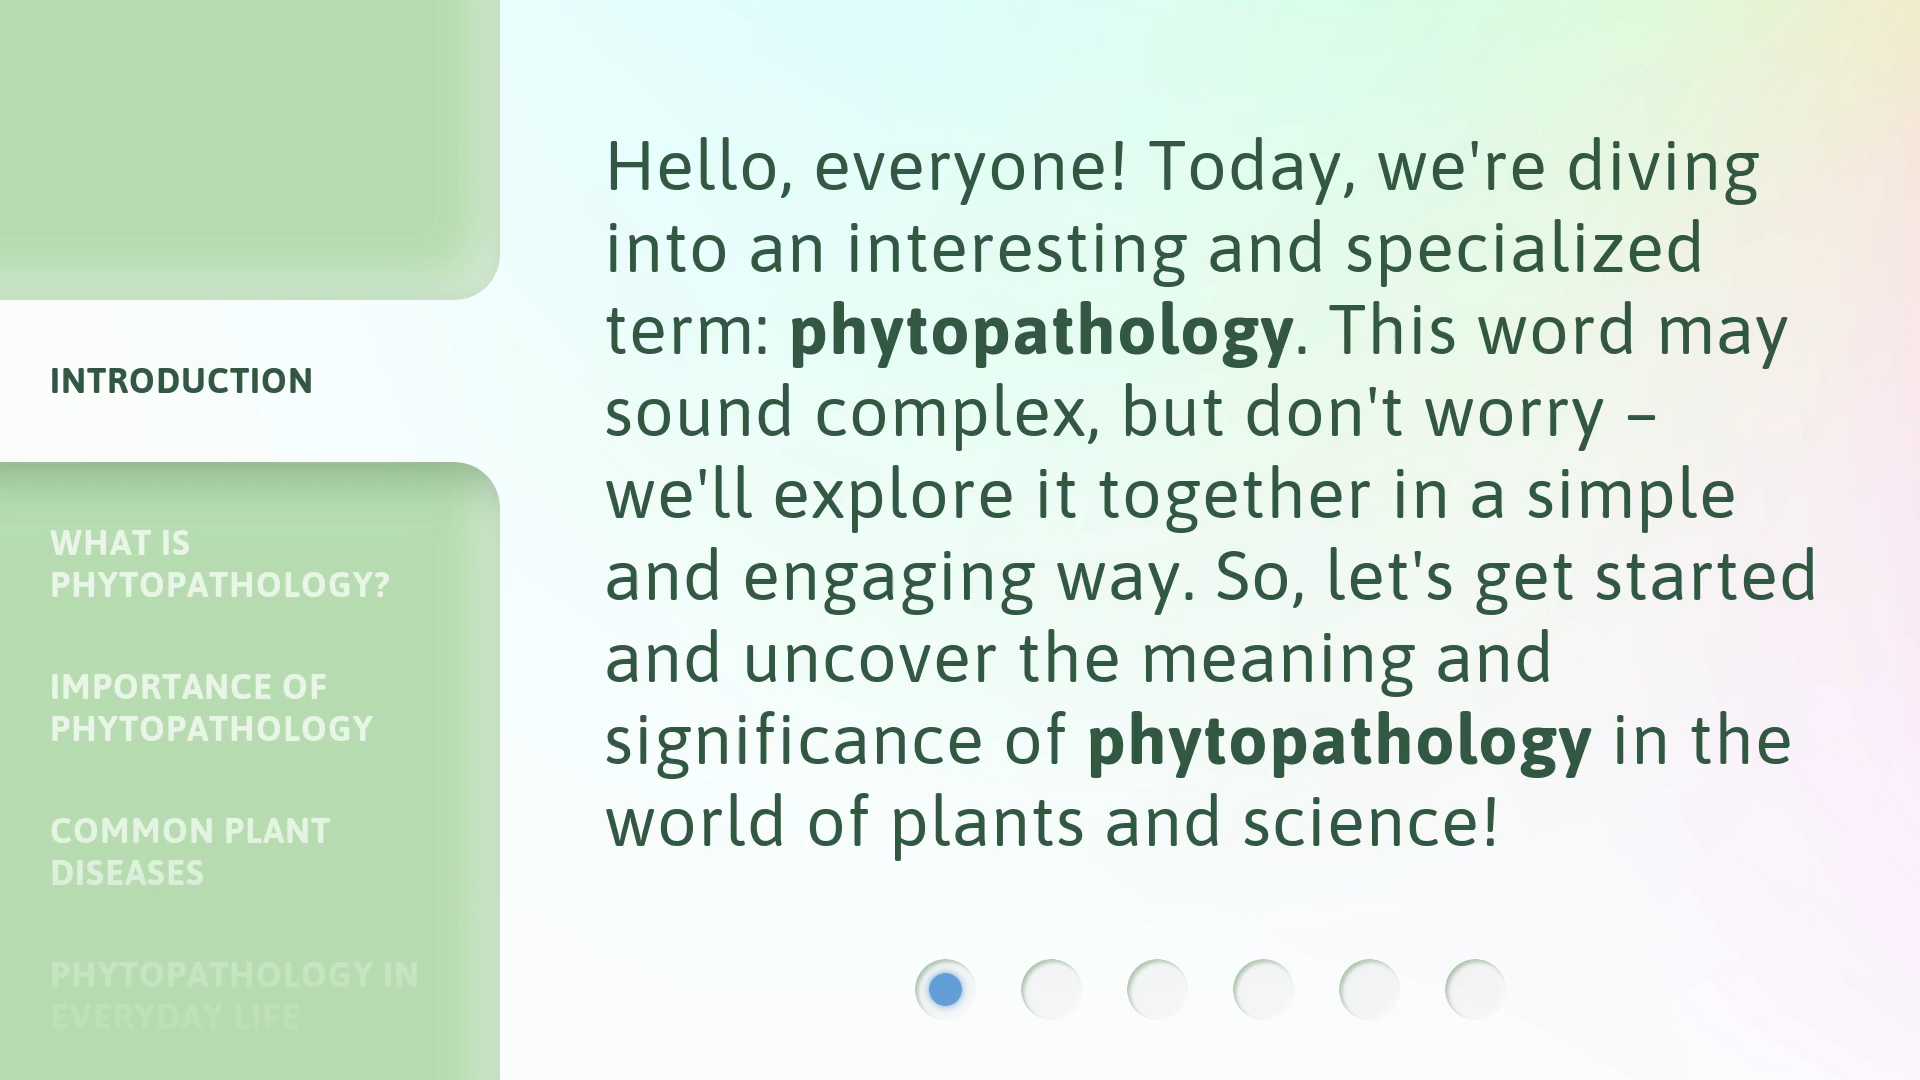 INTRODUCTION
WHAT IS
PHYTOPATHOLOGY?
IMPORTANCE OF
PHYTOPATHOLOGY
COMMON PLANT
DISEASES
PHYTOPATHOLOGY IN
EVERYDAY LIFE
Hello, everyone! Today, we're diving
into an interesting and specialized
term: phytopathology. This word may
sound complex, but don't worry –
we'll explore it together in a simple
and engaging way. So, let's get started
and uncover the meaning and
significance of phytopathology in the
world of plants and science!